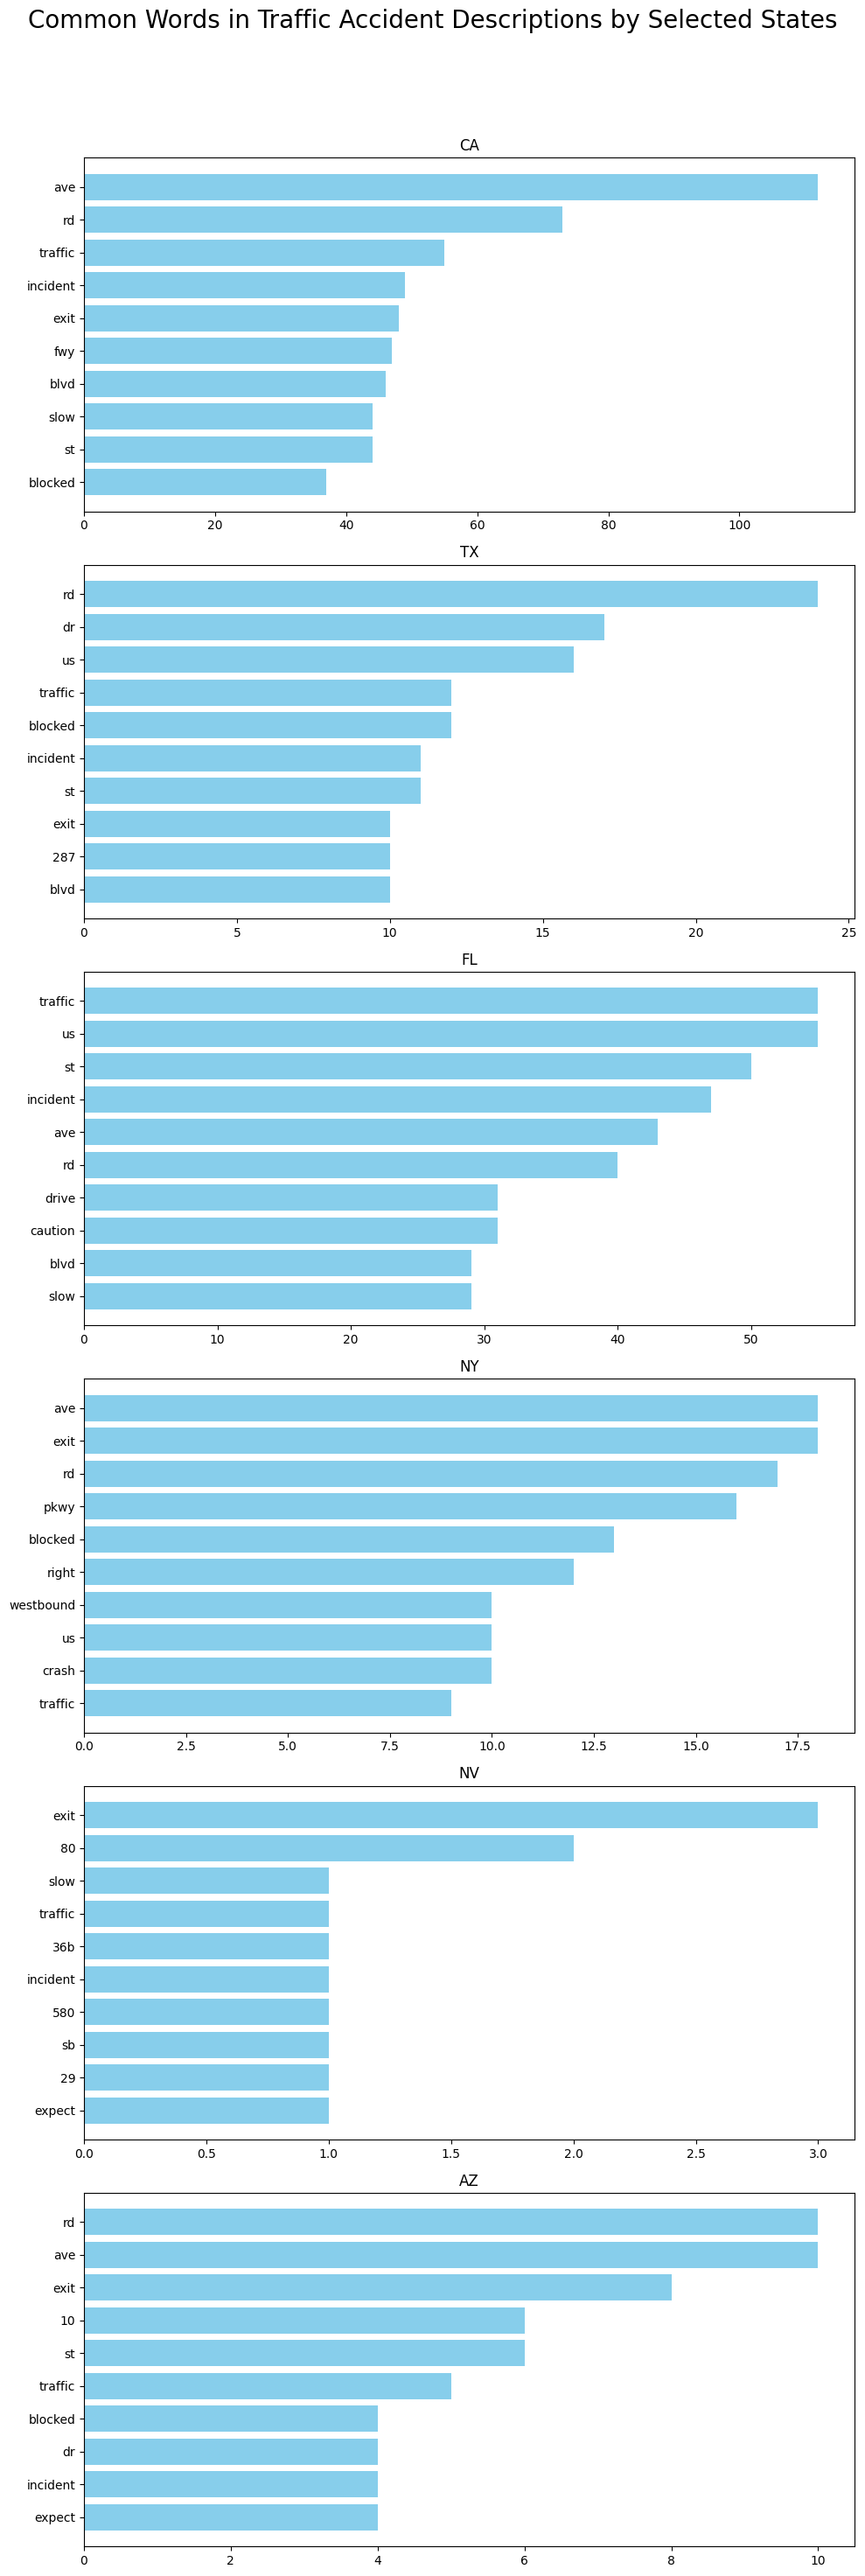 Common Words in Traffic Accident Descriptions by Selected States
CA
ave
rd
traffic
incident
exit
fwy
blvd
slow
st
blocked
0 20 40 60 80 100
TX
rd
dr
us
traffic
blocked
incident
st
exit
287
blvd
0 5 10 15 20 25
FL
traffic
us
st
incident
ave
rd
drive
caution
blvd
slow
0 10 20 30 40 50
NY
ave
exit
rd
pkwy
blocked
right
westbound
us
crash
traffic
0.0 2.5 5.0 7.5 10.0 12.5 15.0 17.5
NV
exit
80
slow
traffic
36b
incident
580
sb
29
expect
0.0 0.5 1.0 1.5 2.0 2.5 3.0
AZ
rd
ave
exit
10
st
traffic
blocked
dr
incident
expect
0 2 4 6 8 10